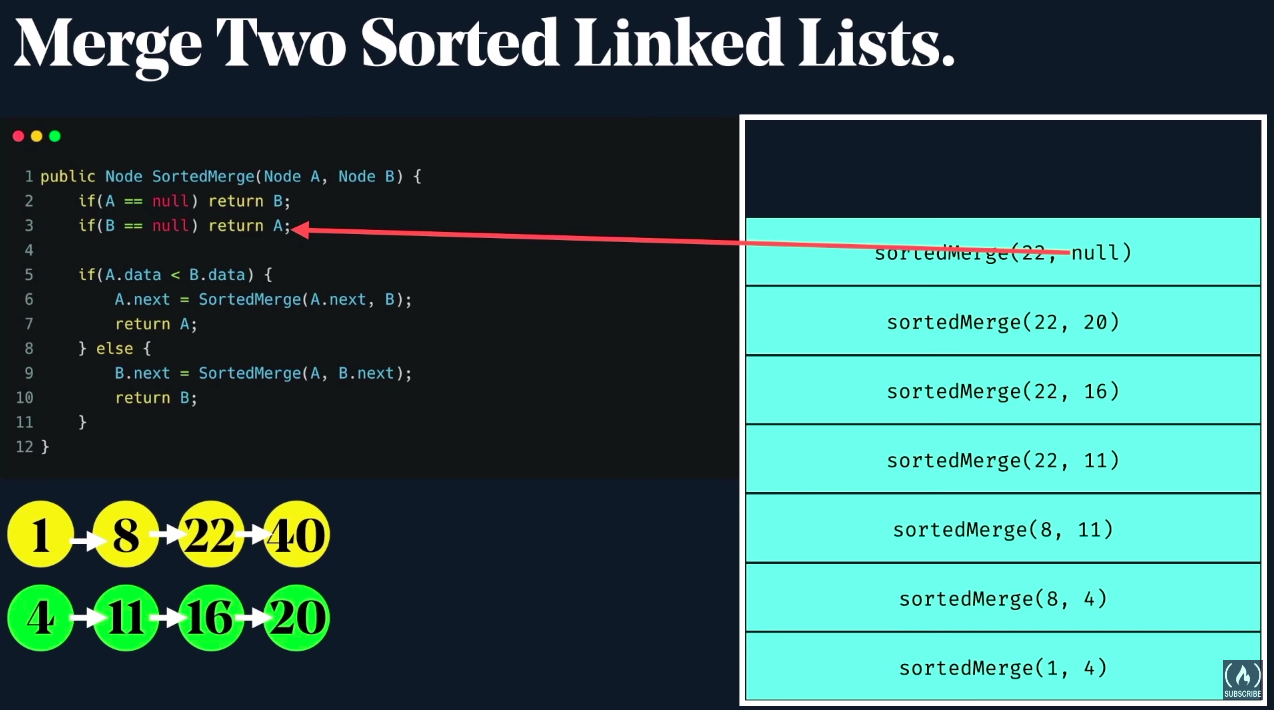 Merge Two Sorted Linked Lists.
1 public Node SortedMerge(Node A, Node B) {
2     if(A == null) return B;
3     if(B == null) return A;
4
5     if(A.data < B.data) {
6         A.next = SortedMerge(A.next, B);
7         return A;
8     } else {
9         B.next = SortedMerge(A, B.next);
10         return B;
11     }
12 }
1 8 22 40
4 11 16 20
sortedMerge(22, null)
sortedMerge(22, 20)
sortedMerge(22, 16)
sortedMerge(22, 11)
sortedMerge(8, 11)
sortedMerge(8, 4)
sortedMerge(1, 4)
SUBSCRIBE